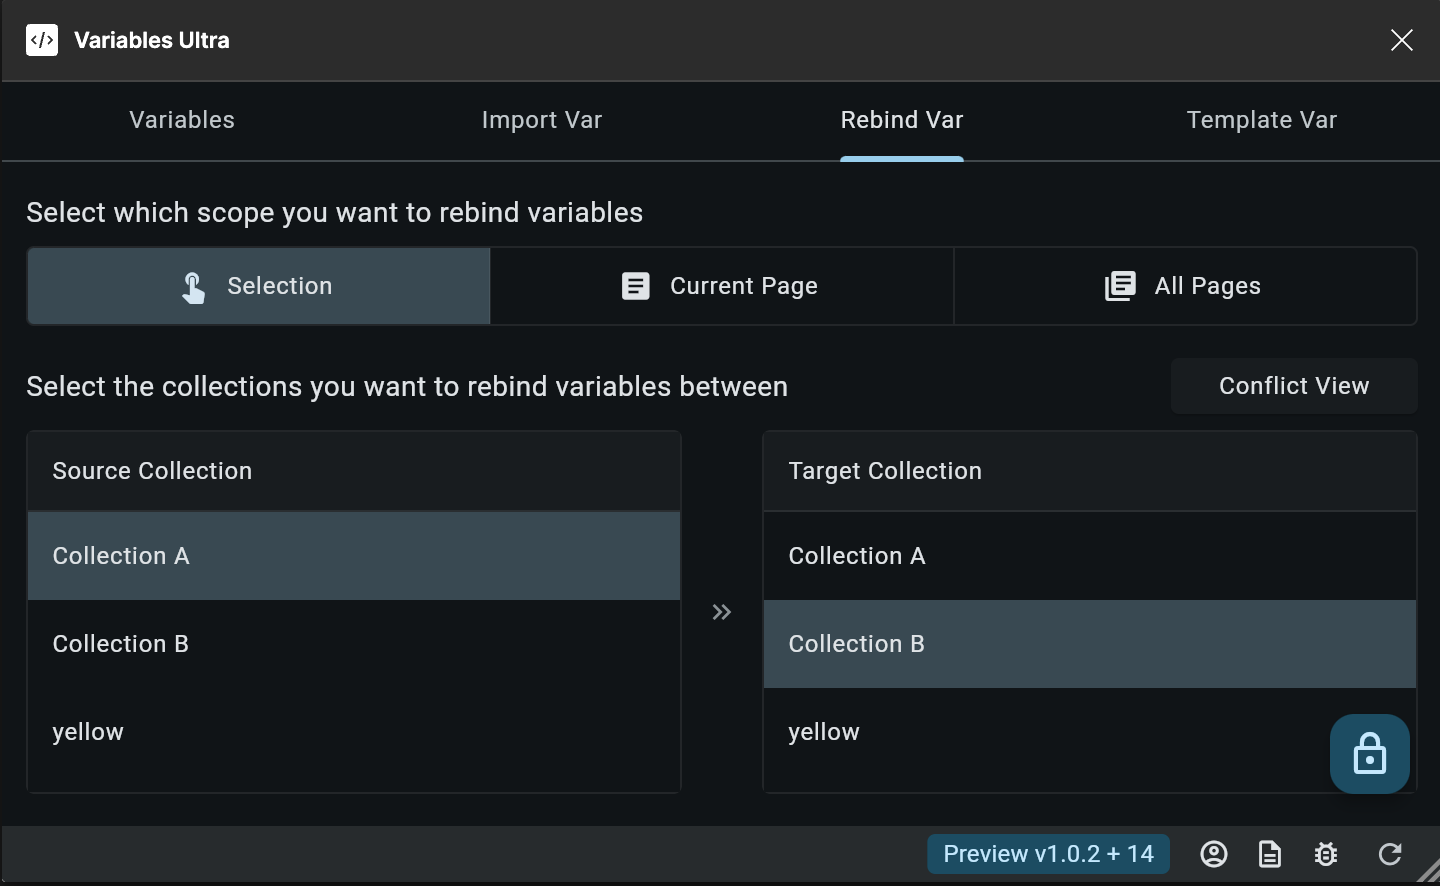 Variables Ultra
Variables Import Var Rebind Var Template Var
Select which scope you want to rebind variables
Selection Current Page All Pages
Select the collections you want to rebind variables between
Conflict View
Source Collection
Collection A
Collection B
yellow
Target Collection
Collection A
Collection B
yellow
Preview v1.0.2 + 14